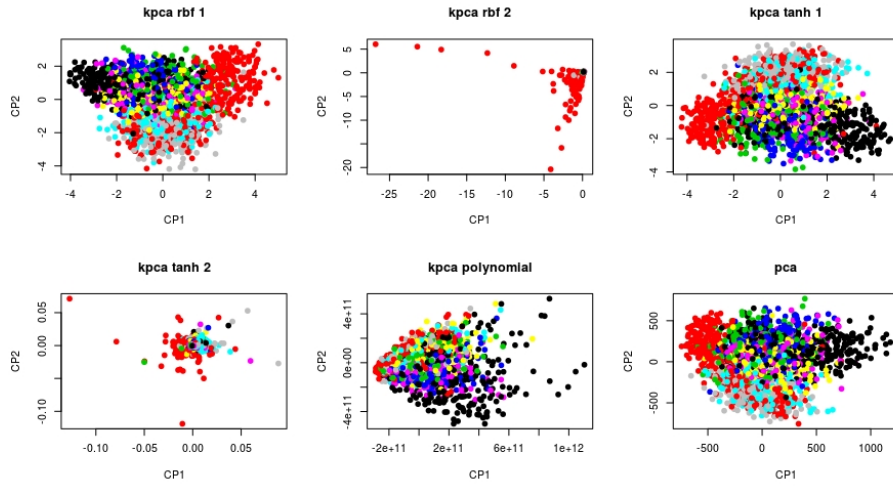 kpca rbf 1
CP2
2
0
-2
-4
-4 -2 0 2 4
CP1
kpca rbf 2
CP2
5
0
-5
-10
-20
-25 -20 -15 -10 -5 0
CP1
kpca tanh 1
CP2
2
0
-2
-4
-4 -2 0 2 4
CP1
kpca tanh 2
CP2
0.05
0.00
-0.10
-0.10 0.00 0.05
CP1
kpca polynomial
CP2
4e+11
0e+00
-4e+11
-2e+11 2e+11 6e+11 1e+12
CP1
pca
CP2
500
0
-500
-500 0 500 1000
CP1